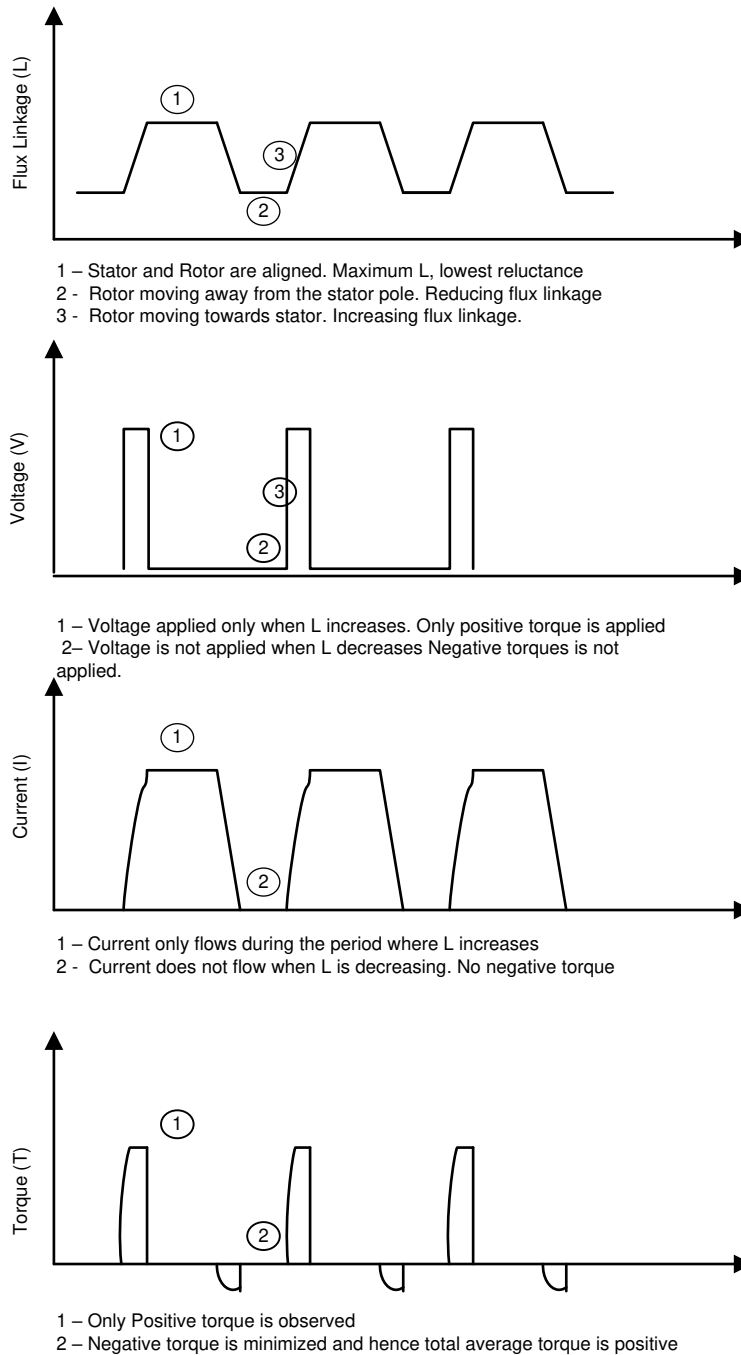 Flux Linkage (L)
1
3
2
1 – Stator and Rotor are aligned. Maximum L, lowest reluctance
2 - Rotor moving away from the stator pole. Reducing flux linkage
3 - Rotor moving towards stator. Increasing flux linkage.
Voltage (V)
1
3
2
1 – Voltage applied only when L increases. Only positive torque is applied
2– Voltage is not applied when L decreases Negative torques is not
applied.
Current (I)
1
2
1 – Current only flows during the period where L increases
2 - Current does not flow when L is decreasing. No negative torque
Torque (T)
1
2
1 – Only Positive torque is observed
2 – Negative torque is minimized and hence total average torque is positive